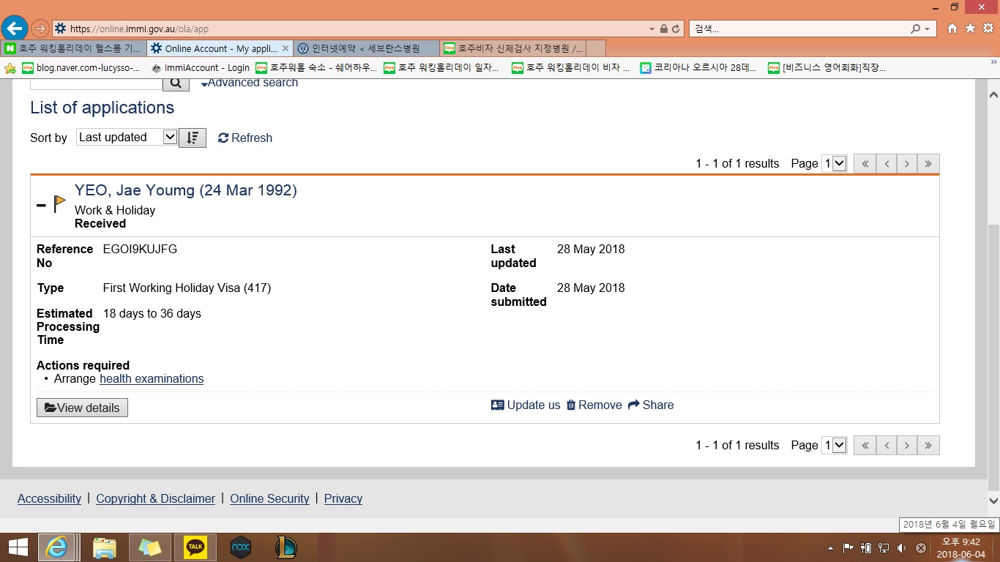 https://online.immi.gov.au/ola/app
검색...
호주 워킹홀리데이 헬스폼 기...
Online Account - My appli...
인터넷예약 < 세브란스병원
호주비자 신체검사 지정병원 /...
blog.naver.com-lucysso-...
ImmiAccount - Login
호주워홀 숙소 - 쉐어하우...
호주 워킹홀리데이 일자...
호주 워킹홀리데이 비자 ...
코리아나 오르시아 28데...
[비즈니스 영어회화]직장...
Advanced search
List of applications
Sort by Last updated Refresh
1 - 1 of 1 results Page 1
YEO, Jae Youmg (24 Mar 1992)
Work & Holiday
Received
Reference No EGOI9KUJFG
Last updated 28 May 2018
Type First Working Holiday Visa (417)
Date submitted 28 May 2018
Estimated Processing Time 18 days to 36 days
Actions required
• Arrange health examinations
View details
Update us Remove Share
1 - 1 of 1 results Page 1
Accessibility | Copyright & Disclaimer | Online Security | Privacy
2018년 6월 4일 월요일
TALK
nox
오후 9:42
2018-06-04